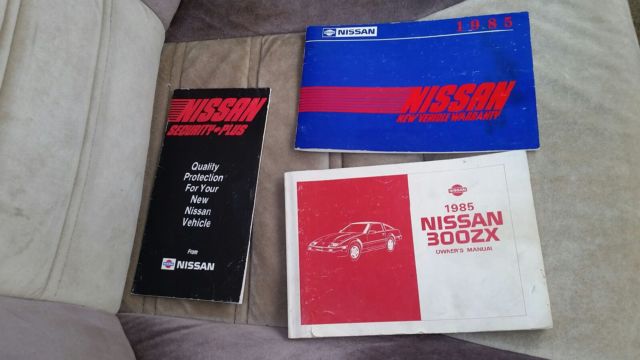 NISSAN
SECURITY+PLUS
Quality
Protection
For Your
New
Nissan
Vehicle
FROM
NISSAN
NISSAN
1985
NISSAN
NEW VEHICLE WARRANTY
NISSAN
1985
NISSAN
300ZX
OWNER'S MANUAL